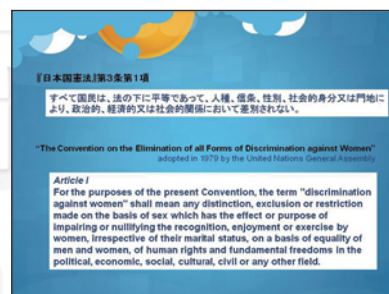 『日本国憲法』第3条第1項
すべて国民は、法の下に平等であって、人種、信条、性別、社会的身分又は門地に
より、政治的、経済的又は社会的関係において差別されない。
"The Convention on the Elimination of all Forms of Discrimination against Women"
adopted in 1979 by the United Nations General Assembly
Article I
For the purposes of the present Convention, the term "discrimination
against women" shall mean any distinction, exclusion or restriction
made on the basis of sex which has the effect or purpose of
impairing or nullifying the recognition, enjoyment or exercise by
women, irrespective of their marital status, on a basis of equality of
men and women, of human rights and fundamental freedoms in the
political, economic, social, cultural, civil or any other field.